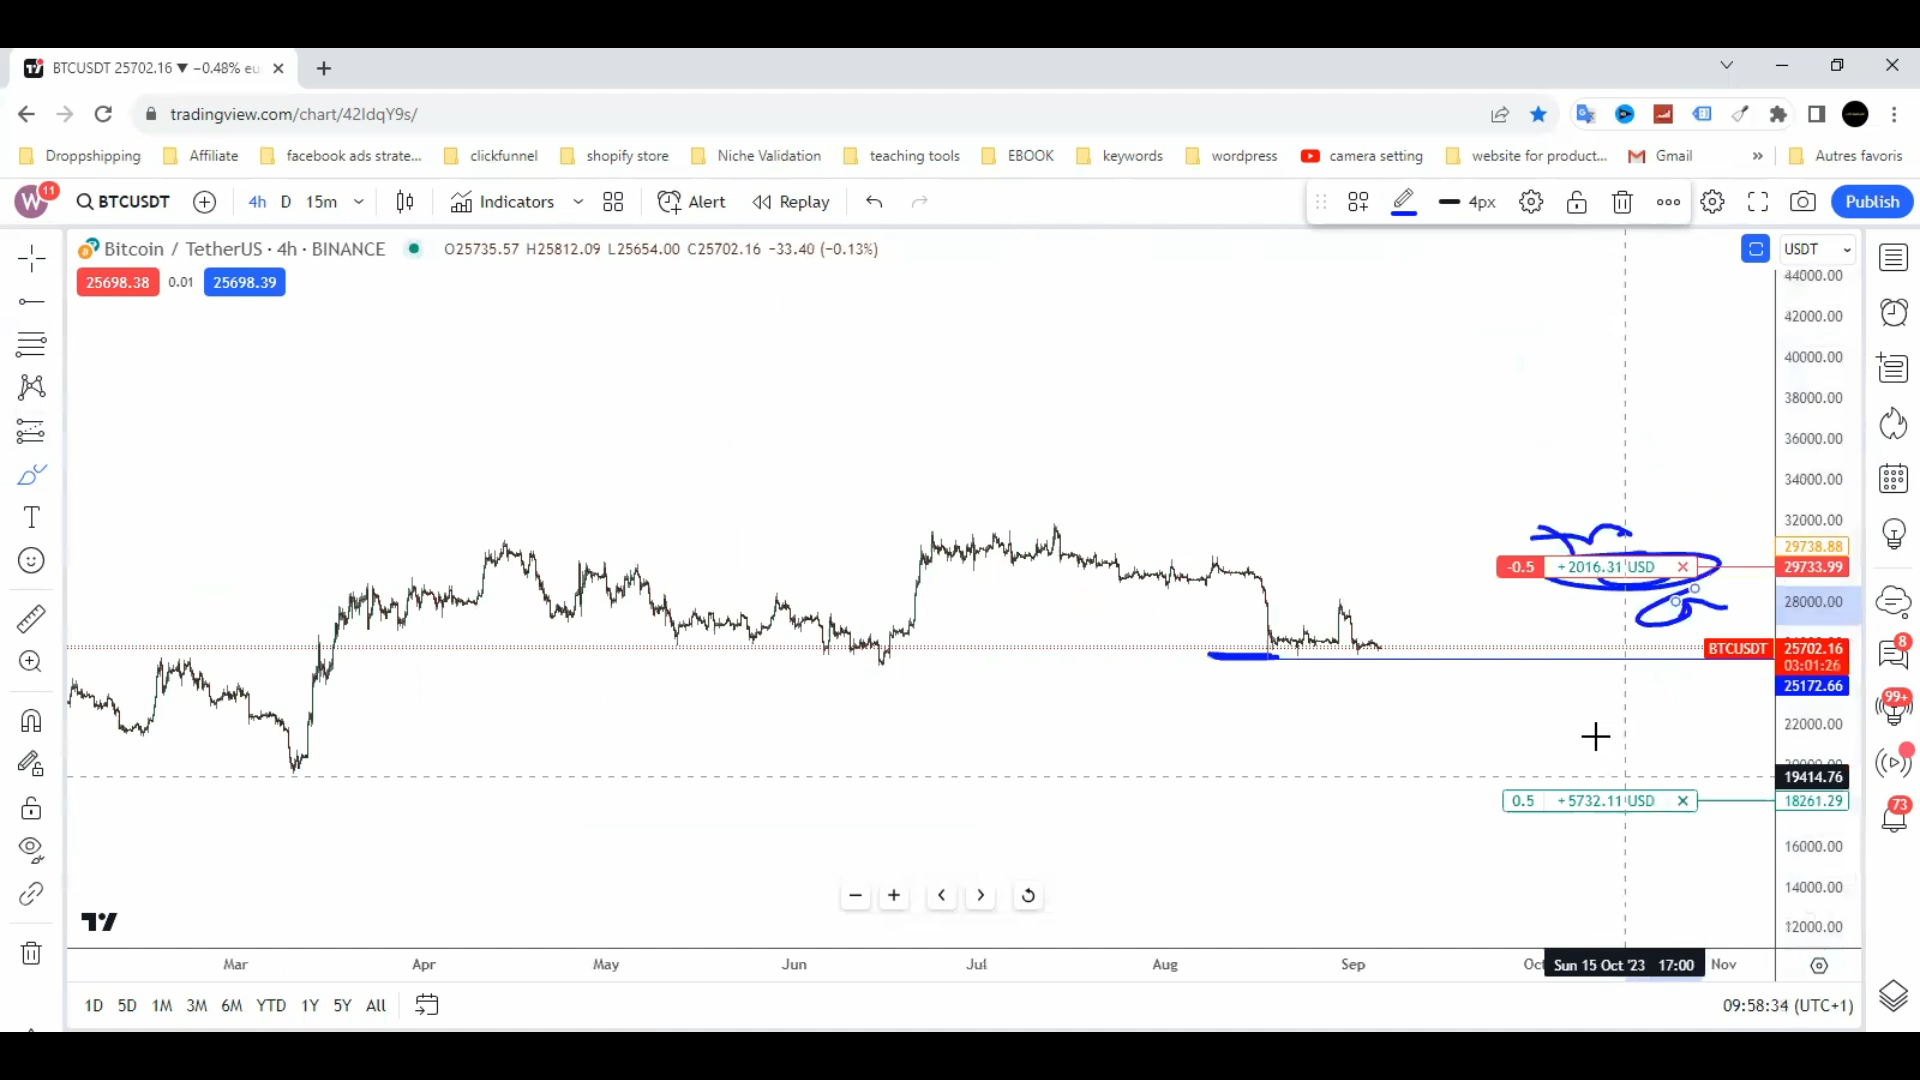 BTCUSDT 25702.16 ▼ −0.48% eu
tradingview.com/chart/42IdqY9s/
Droppshipping Affiliate facebook ads strate... clickfunnel shopify store Niche Validation teaching tools EBOOK keywords wordpress camera setting website for product... Gmail » Autres favoris
W 11 BTCUSDT 4h D 15m Indicators Alert Replay 4px Publish
Bitcoin / TetherUS · 4h · BINANCE O25735.57 H25812.09 L25654.00 C25702.16 −33.40 (−0.13%) USDT
25698.38 0.01 25698.39
44000.00
42000.00
40000.00
38000.00
36000.00
34000.00
32000.00
29738.88
-0.5 +2016.31 USD 29733.99
28000.00
BTCUSDT 25702.16
8
03:01:26
25172.66
99+
22000.00
19414.76
0.5 +5732.11 USD 18261.29
73
16000.00
14000.00
12000.00
Mar Apr May Jun Jul Aug Sep Oct Sun 15 Oct '23 17:00 Nov
1D 5D 1M 3M 6M YTD 1Y 5Y All 09:58:34 (UTC+1)